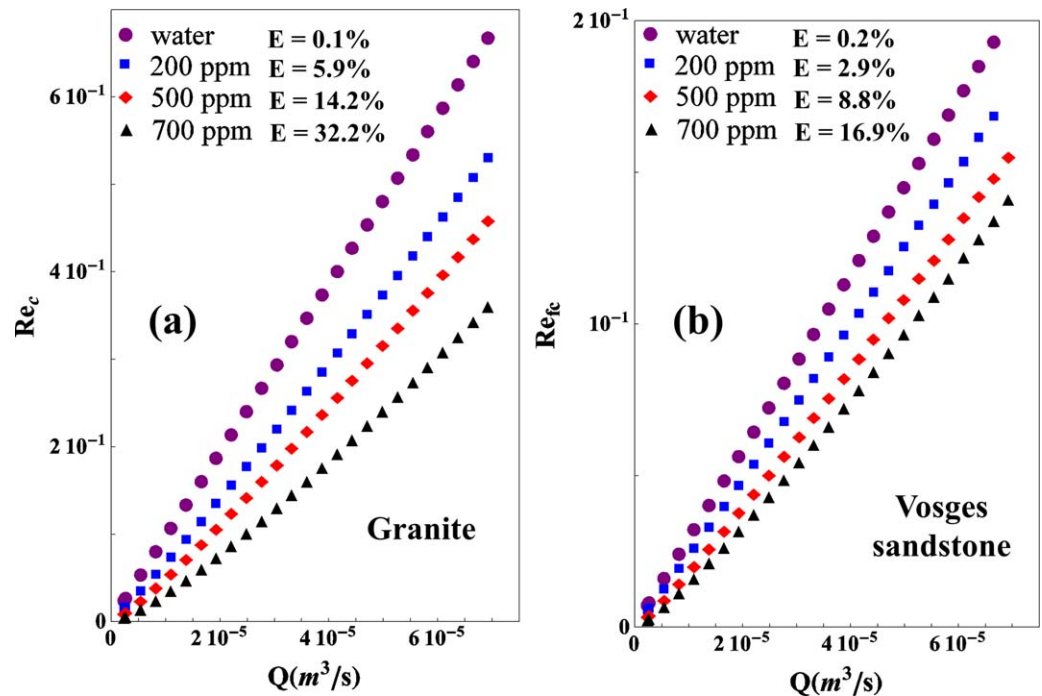 water E = 0.1%
200 ppm E = 5.9%
500 ppm E = 14.2%
700 ppm E = 32.2%
6 10⁻¹
4 10⁻¹
2 10⁻¹
0
Re_c
(a)
Granite
0 2 10⁻⁵ 4 10⁻⁵ 6 10⁻⁵
Q(m³/s)
2 10⁻¹
water E = 0.2%
200 ppm E = 2.9%
500 ppm E = 8.8%
700 ppm E = 16.9%
10⁻¹
0
Re_fc
(b)
Vosges
sandstone
0 2 10⁻⁵ 4 10⁻⁵ 6 10⁻⁵
Q(m³/s)